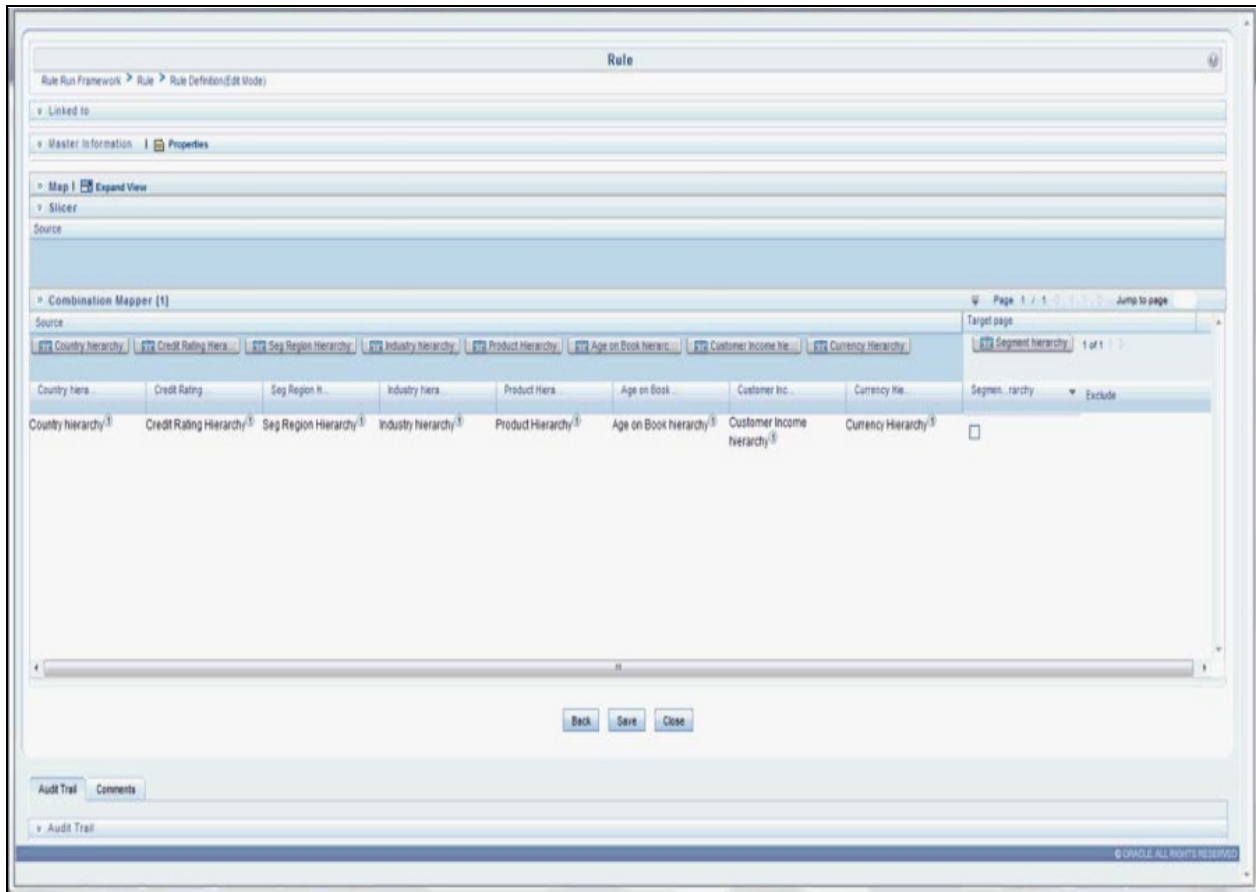 Rule
Rule Run Framework > Rule > Rule Definition(Edit Mode)
Linked to
Master Information | Properties
Map | Expand View
Slicer
Source
Combination Mapper [1] Page 1 / 1 Jump to page
Source Target page
Country hierarchy Credit Rating Hiera... Seg Region Hierarchy Industry hierarchy Product Hierarchy Age on Book hierarc... Customer Income hie... Currency Hierarchy Segment hierarchy 1 of 1
Country hiera... Credit Rating ... Seg Region H... Industry hiera... Product Hiera... Age on Book ... Customer Inc... Currency Hie... Segmen...rarchy Exclude
Country hierarchy Credit Rating Hierarchy Seg Region Hierarchy Industry hierarchy Product Hierarchy Age on Book hierarchy Customer Income Currency Hierarchy
hierarchy
Back Save Close
Audit Trail Comments
Audit Trail
© ORACLE. ALL RIGHTS RESERVED